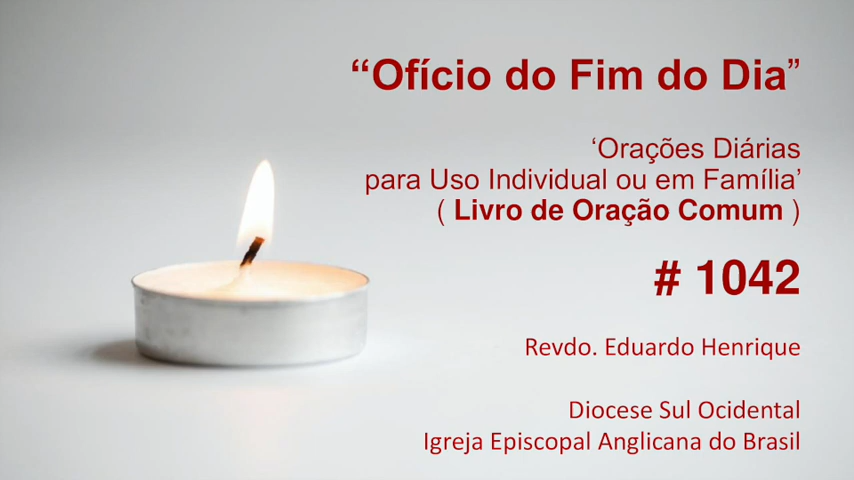 “Ofício do Fim do Dia”
‘Orações Diárias
para Uso Individual ou em Família’
( Livro de Oração Comum )
# 1042
Revdo. Eduardo Henrique
Diocese Sul Ocidental
Igreja Episcopal Anglicana do Brasil